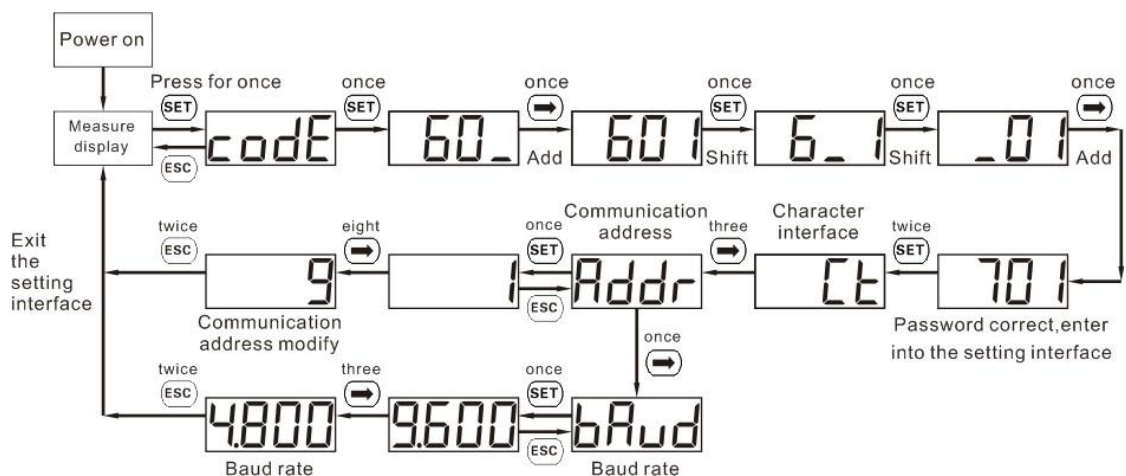 Power on
Press for once
once
once
once
once
once
SET
SET
➡
SET
SET
➡
Measure
display
codE
60_
601
6_1
_01
ESC
Add
Shift
Shift
Add
Communication
address
Character
interface
twice
eight
once
three
twice
ESC
➡
SET
➡
SET
Exit
the
setting
interface
9
1
Addr
Ct
701
ESC
Communication
address modify
Password correct,enter
into the setting interface
once
➡
twice
three
once
ESC
➡
SET
4.800
9.600
bAud
ESC
Baud rate
Baud rate